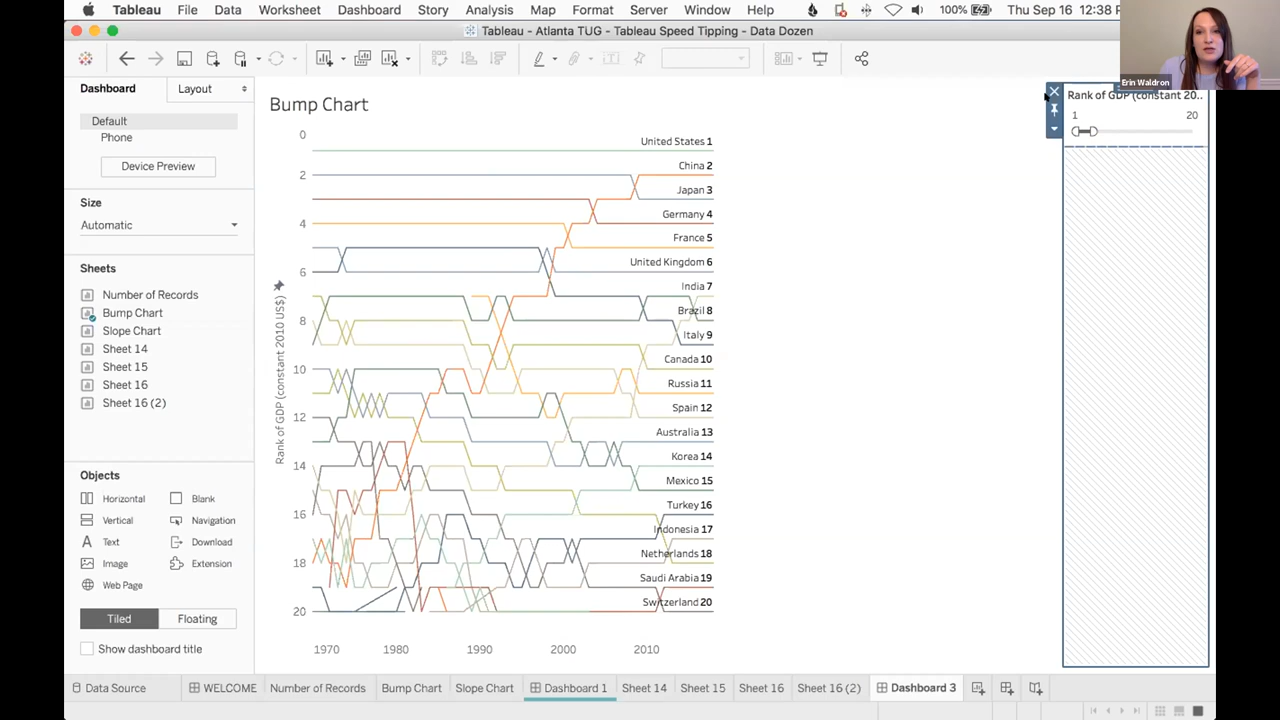 Tableau File Data Worksheet Dashboard Story Analysis Map Format Server Window Help 100% Thu Sep 16 12:38
Tableau - Atlanta TUG - Tableau Speed Tipping - Data Dozen
Erin Waldron
Dashboard
Layout
Default
Phone
Device Preview
Size
Automatic
Sheets
Number of Records
Bump Chart
Slope Chart
Sheet 14
Sheet 15
Sheet 16
Sheet 16 (2)
Objects
Horizontal
Blank
Vertical
Navigation
Text
Download
Image
Extension
Web Page
Tiled
Floating
Show dashboard title
Bump Chart
Rank of GDP (constant 2010 US$)
0
2
4
6
8
10
12
14
16
18
20
United States 1
China 2
Japan 3
Germany 4
France 5
United Kingdom 6
India 7
Brazil 8
Italy 9
Canada 10
Russia 11
Spain 12
Australia 13
Korea 14
Mexico 15
Turkey 16
Indonesia 17
Netherlands 18
Saudi Arabia 19
Switzerland 20
1970 1980 1990 2000 2010
Rank of GDP (constant 20..
1 20
Data Source WELCOME Number of Records Bump Chart Slope Chart Dashboard 1 Sheet 14 Sheet 15 Sheet 16 Sheet 16 (2) Dashboard 3